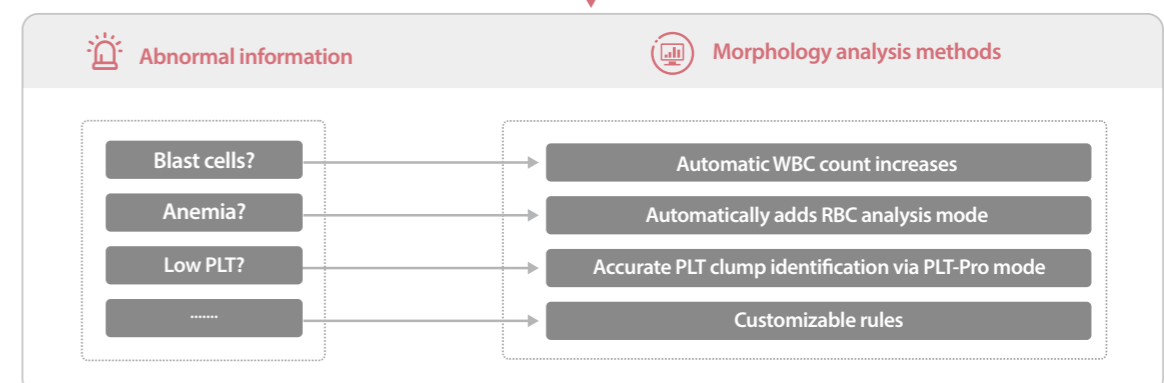 Abnormal information
Morphology analysis methods
Blast cells?
Automatic WBC count increases
Anemia?
Automatically adds RBC analysis mode
Low PLT?
Accurate PLT clump identification via PLT-Pro mode
.......
Customizable rules